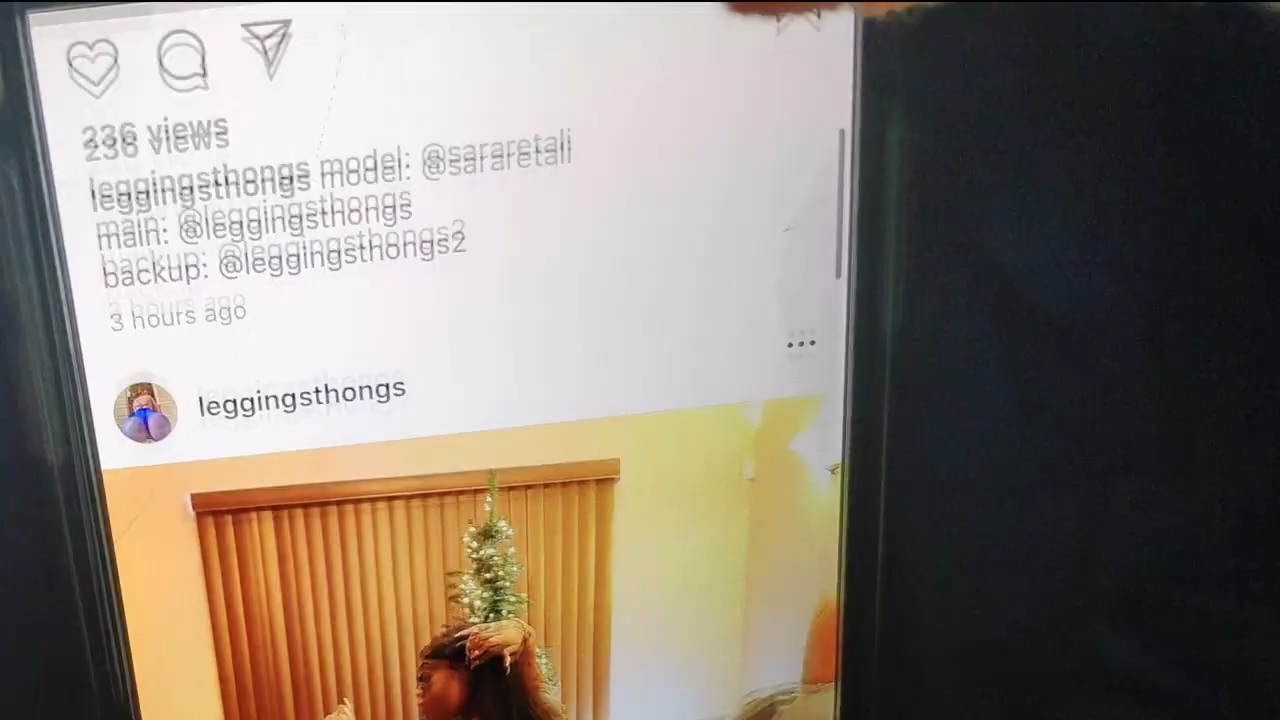 236 views
leggingsthongs model: @sararetali
main: @leggingsthongs
backup: @leggingsthongs2
3 hours ago
leggingsthongs